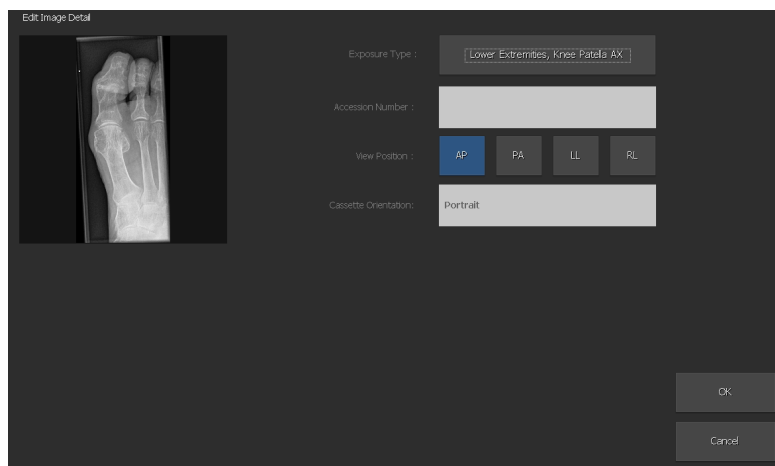 Edit Image Detail
Exposure Type :
Lower Extremities, Knee Patella AX
Accession Number :
View Position :
AP
PA
LL
RL
Cassette Orientation:
Portrait
OK
Cancel